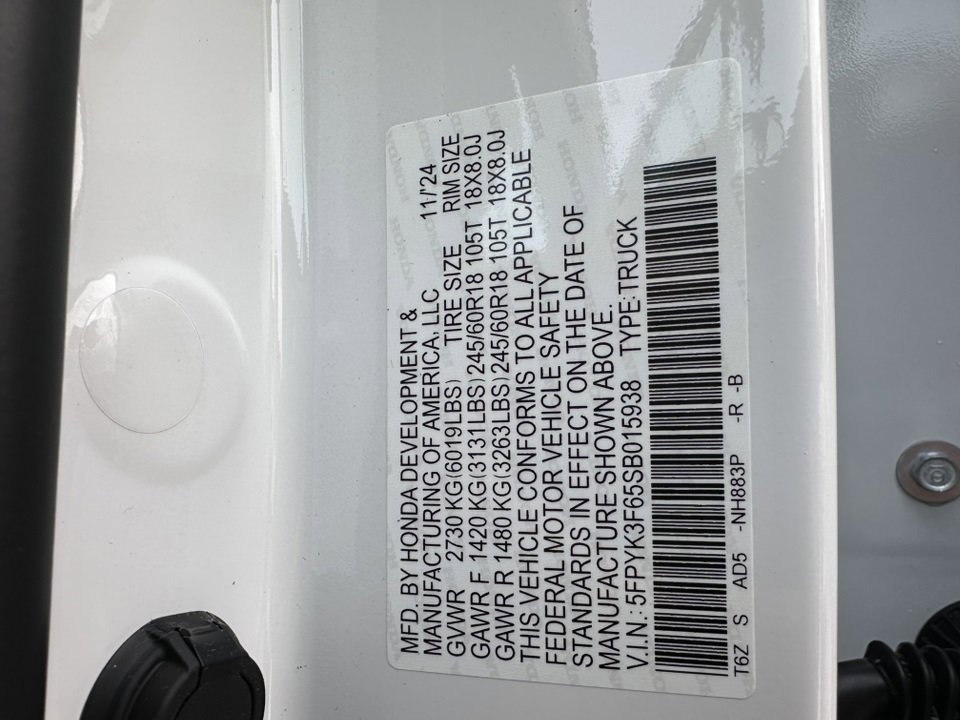 MFD. BY HONDA DEVELOPMENT &
MANUFACTURING OF AMERICA, LLC 11/'24
GVWR 2730 KG(6019LBS) TIRE SIZE RIM SIZE
GAWR F 1420 KG(3131LBS)245/60R18 105T 18X8.0J
GAWR R 1480 KG(3263LBS)245/60R18 105T 18X8.0J
THIS VEHICLE CONFORMS TO ALL APPLICABLE
FEDERAL MOTOR VEHICLE SAFETY
STANDARDS IN EFFECT ON THE DATE OF
MANUFACTURE SHOWN ABOVE.
V.I.N.: 5FPYK3F65SB015938 TYPE: TRUCK
T6Z S AD5 -NH883P -R -B